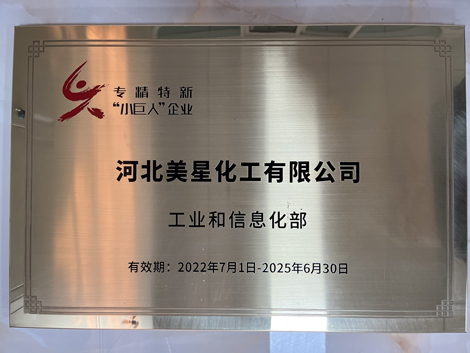 专精特新
“小巨人”企业
河北美星化工有限公司
工业和信息化部
有效期：2022年7月1日-2025年6月30日